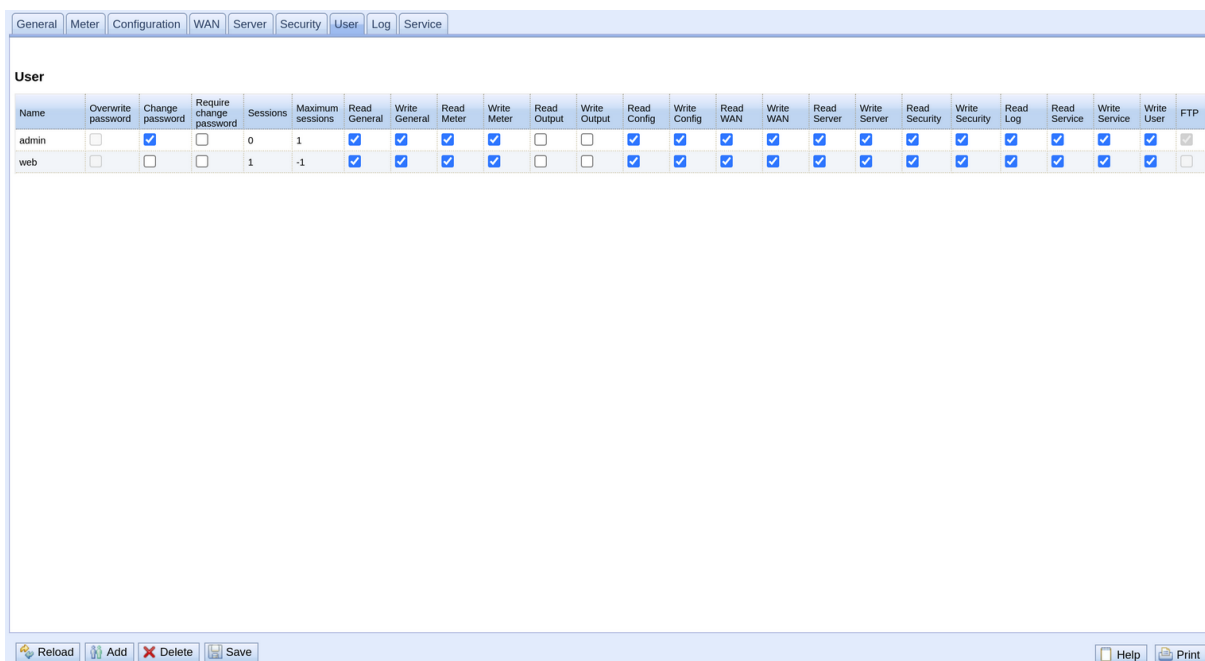 General Meter Configuration WAN Server Security User Log Service
User
Name Overwrite password Change password Require change password Sessions Maximum sessions Read General Write General Read Meter Write Meter Read Output Write Output Read Config Write Config Read WAN Write WAN Read Server Write Server Read Security Write Security Read Log Read Service Write Service Write User FTP
admin 0 1
web 1 -1
Reload Add Delete Save Help Print